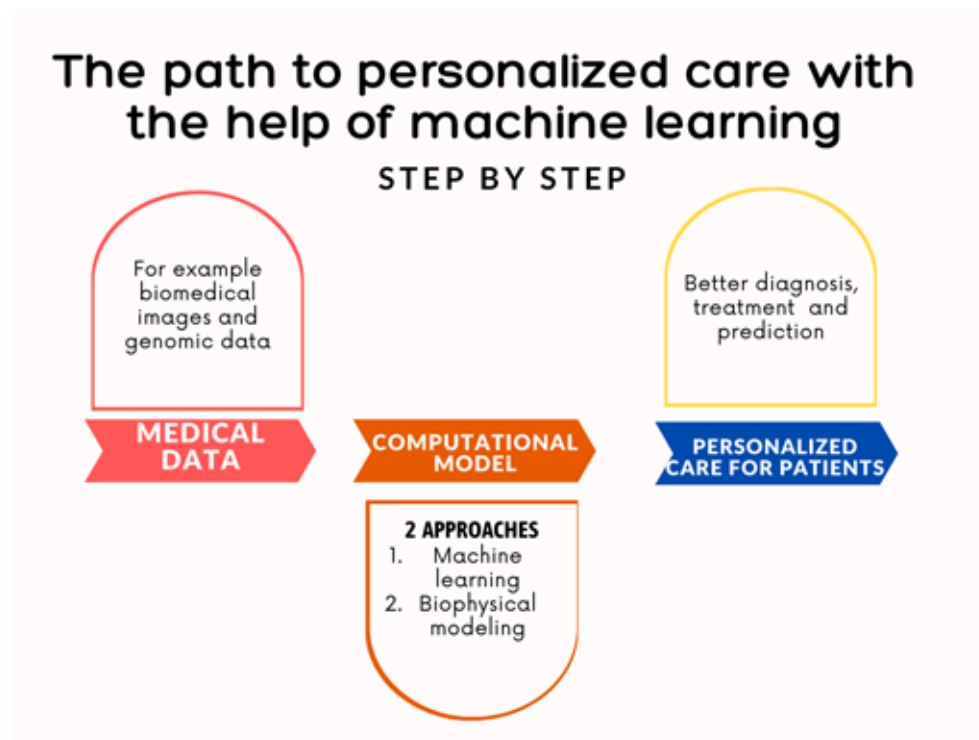 The path to personalized care with
the help of machine learning
STEP BY STEP
For example
biomedical
images and
genomic data
MEDICAL
DATA
COMPUTATIONAL
MODEL
2 APPROACHES
1. Machine
learning
2. Biophysical
modeling
Better diagnosis,
treatment and
prediction
PERSONALIZED
CARE FOR PATIENTS